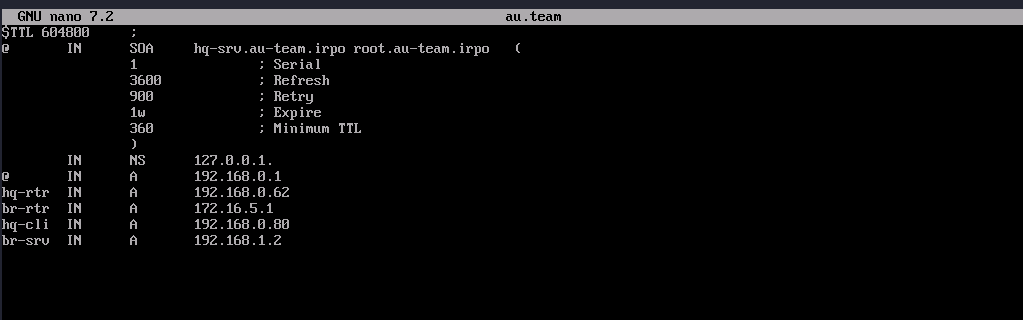 GNU nano 7.2 au.team
$TTL 604800 ;
@ IN SOA hq-srv.au-team.irpo root.au-team.irpo (
1 ; Serial
3600 ; Refresh
900 ; Retry
1w ; Expire
360 ; Minimum TTL
)
IN NS 127.0.0.1.
@ IN A 192.168.0.1
hq-rtr IN A 192.168.0.62
br-rtr IN A 172.16.5.1
hq-cli IN A 192.168.0.80
br-srv IN A 192.168.1.2